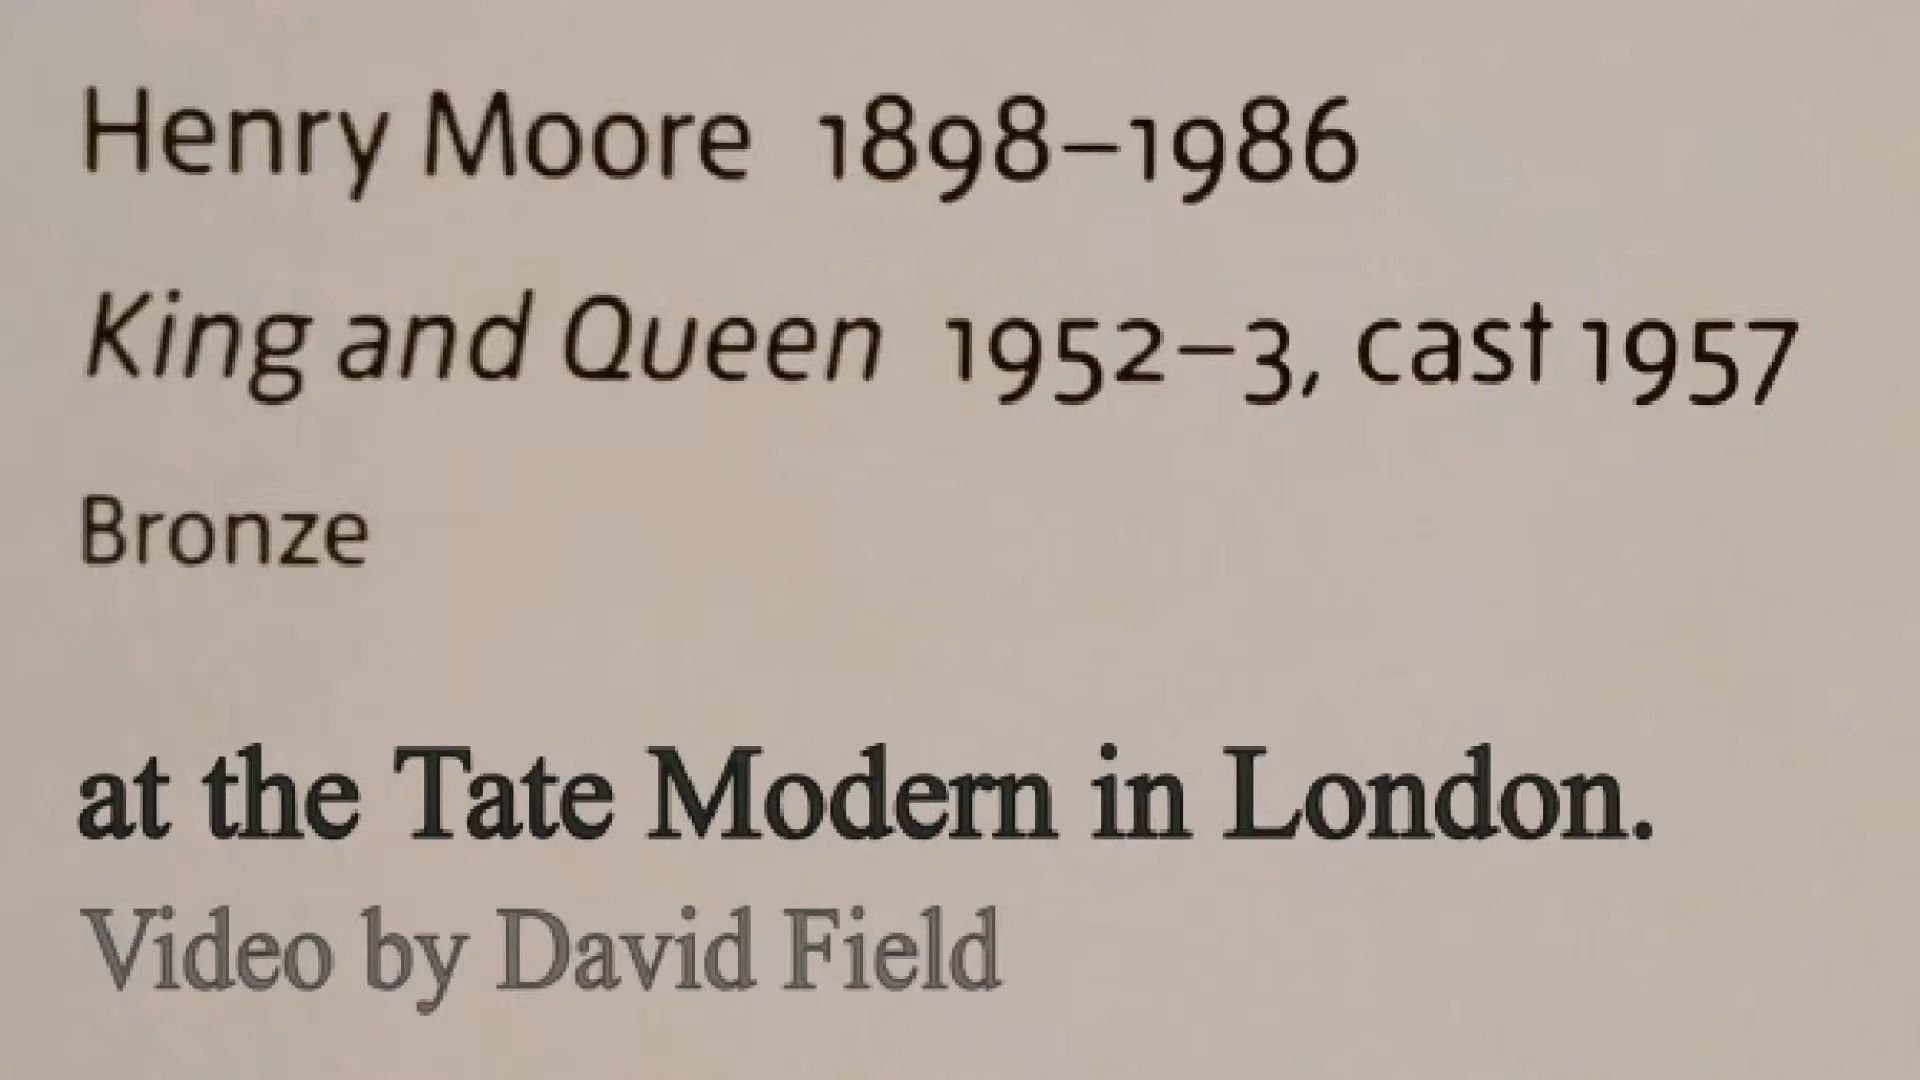 Henry Moore 1898–1986
King and Queen 1952–3, cast 1957
Bronze
at the Tate Modern in London.
Video by David Field